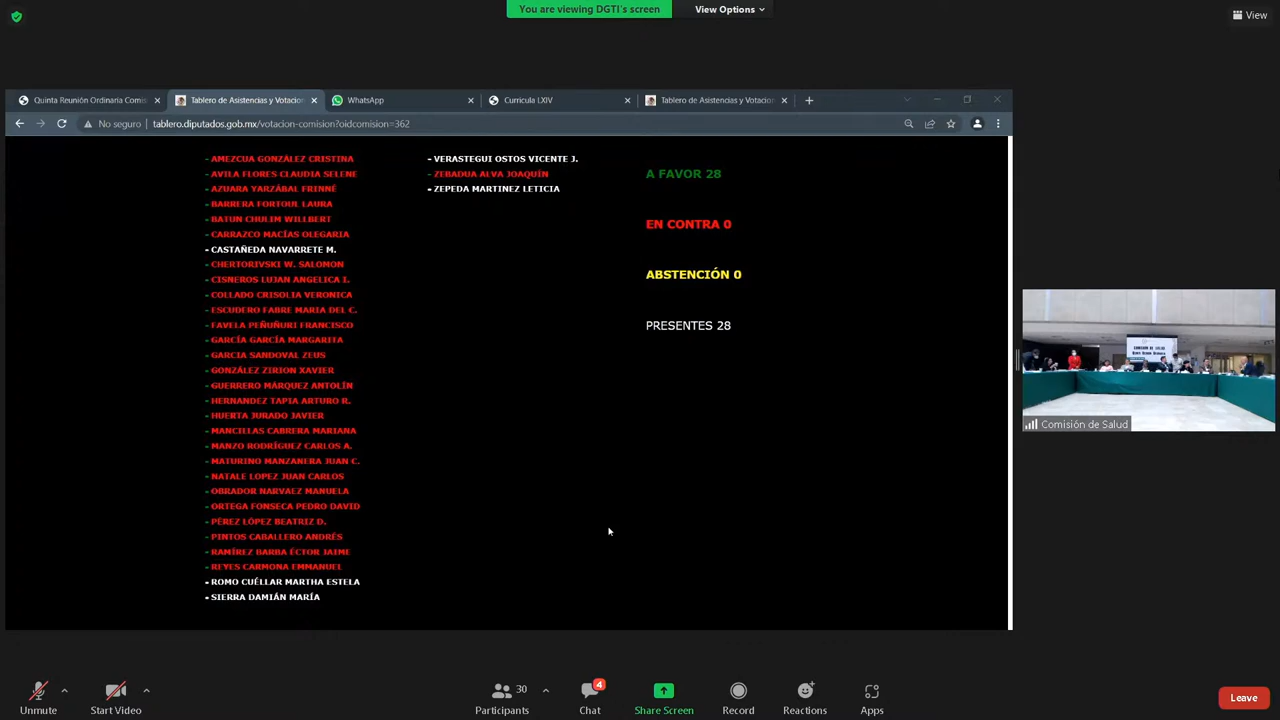 You are viewing DGTI's screen
View Options
View
Quinta Reunión Ordinaria Comis
Tablero de Asistencias y Votacion
WhatsApp
Curricula LXIV
Tablero de Asistencias y Votacion
No seguro
tablero.diputados.gob.mx/votacion-comision?oidcomision=362
- AMEZCUA GONZÁLEZ CRISTINA
- AVILA FLORES CLAUDIA SELENE
- AZUARA YARZÁBAL FRINNÉ
- BARRERA FORTOUL LAURA
- BATUN CHULIM WILLBERT
- CARRAZCO MACÍAS OLEGARIA
- CASTAÑEDA NAVARRETE M.
- CHERTORIVSKI W. SALOMON
- CISNEROS LUJAN ANGELICA I.
- COLLADO CRISOLIA VERONICA
- ESCUDERO FABRE MARIA DEL C.
- FAVELA PEÑUÑURI FRANCISCO
- GARCÍA GARCÍA MARGARITA
- GARCIA SANDOVAL ZEUS
- GONZÁLEZ ZIRION XAVIER
- GUERRERO MÁRQUEZ ANTOLÍN
- HERNANDEZ TAPIA ARTURO R.
- HUERTA JURADO JAVIER
- MANCILLAS CABRERA MARIANA
- MANZO RODRÍGUEZ CARLOS A.
- MATURINO MANZANERA JUAN C.
- NATALE LOPEZ JUAN CARLOS
- OBRADOR NARVAEZ MANUELA
- ORTEGA FONSECA PEDRO DAVID
- PÉREZ LÓPEZ BEATRIZ D.
- PINTOS CABALLERO ANDRÉS
- RAMÍREZ BARBA ÉCTOR JAIME
- REYES CARMONA EMMANUEL
- ROMO CUÉLLAR MARTHA ESTELA
- SIERRA DAMIÁN MARÍA
- VERASTEGUI OSTOS VICENTE J.
- ZEBADUA ALVA JOAQUÍN
- ZEPEDA MARTINEZ LETICIA
A FAVOR 28
EN CONTRA 0
ABSTENCIÓN 0
PRESENTES 28
COMISIÓN DE SALUD
Comisión de Salud
Unmute
Start Video
30
Participants
4
Chat
Share Screen
Record
Reactions
Apps
Leave